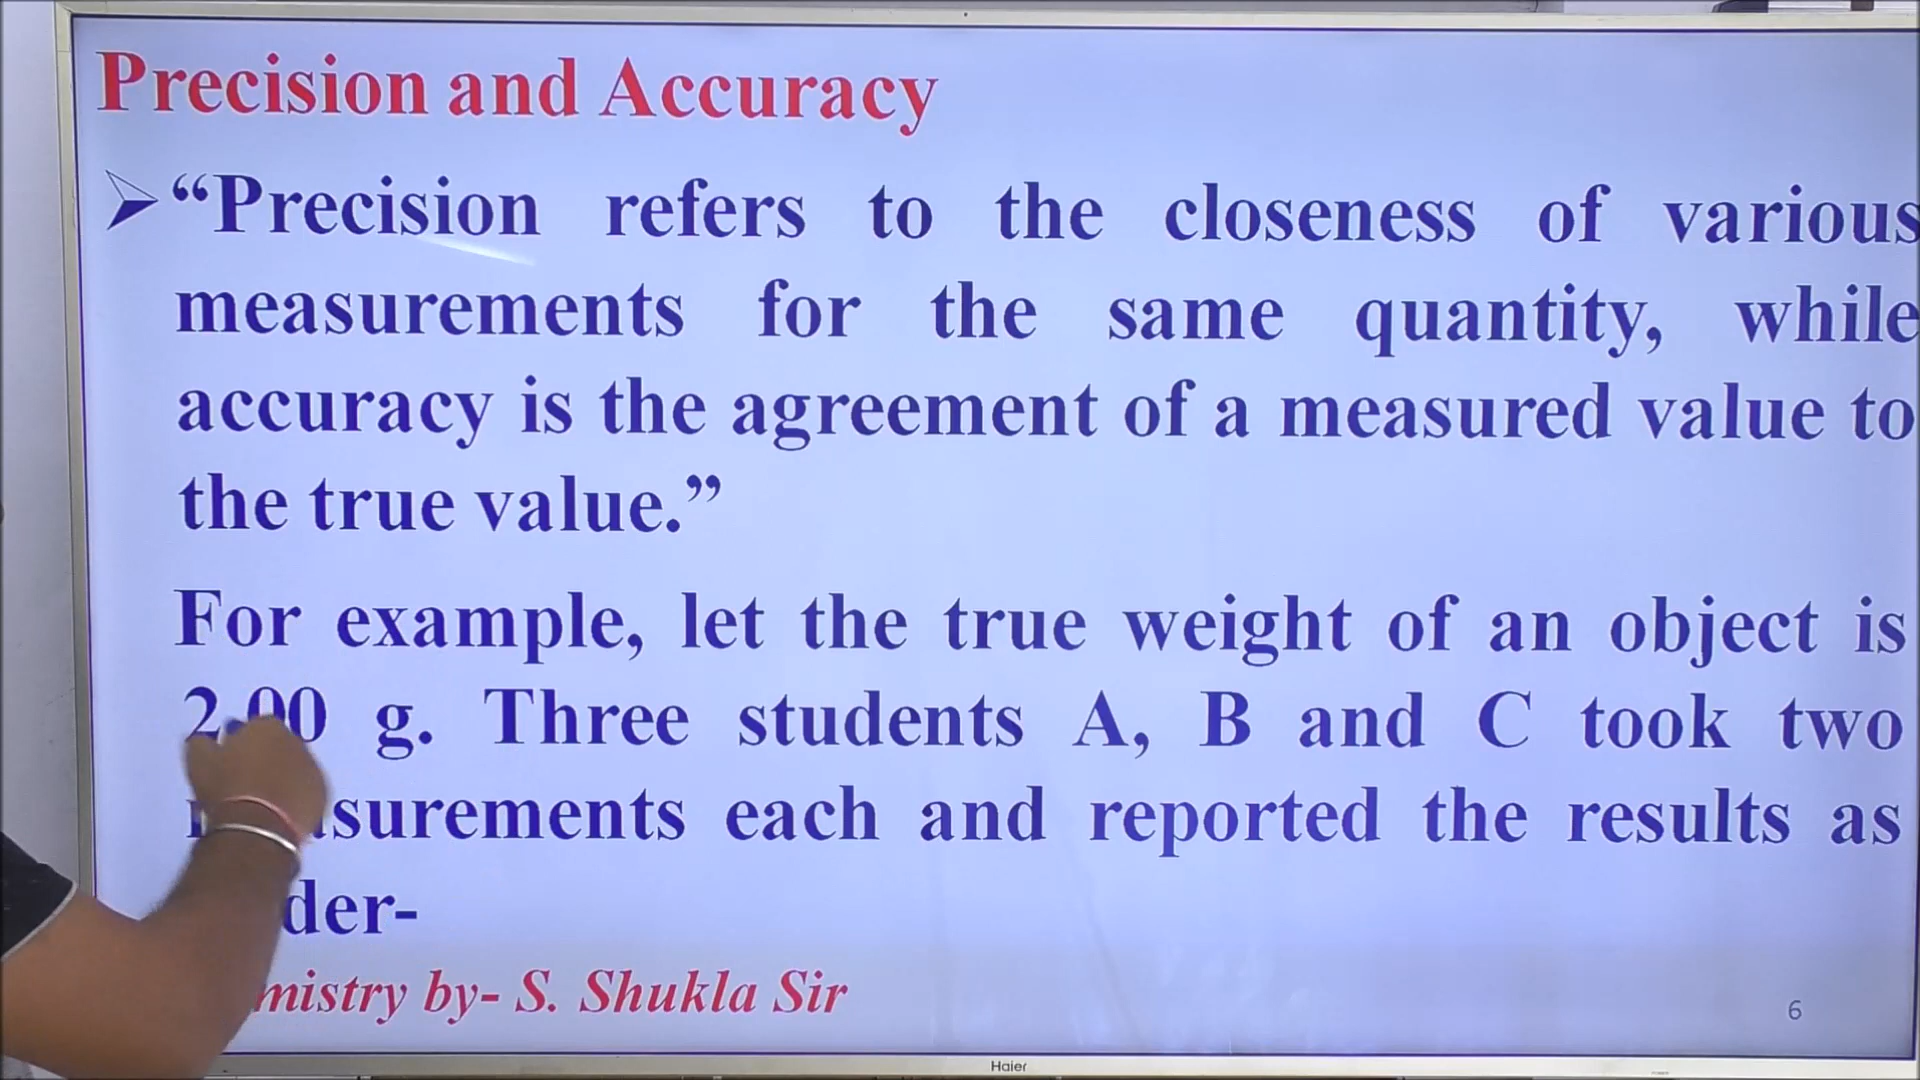 Precision and Accuracy
➢“Precision refers to the closeness of various
measurements for the same quantity, while
accuracy is the agreement of a measured value to
the true value.”
For example, let the true weight of an object is
2.00 g. Three students A, B and C took two
surements each and reported the results as
der-
mistry by- S. Shukla Sir
6
Haier